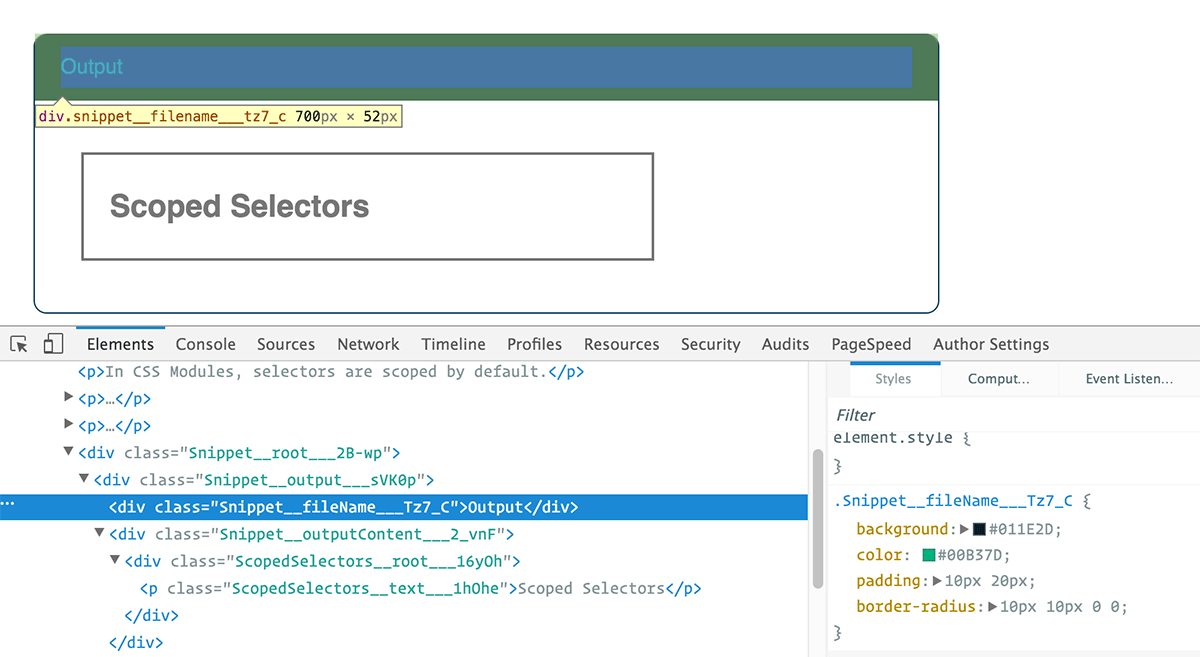 Output
div.snippet__filename___tz7_c 700px × 52px
Scoped Selectors
Elements Console Sources Network Timeline Profiles Resources Security Audits PageSpeed Author Settings
<p>In CSS Modules, selectors are scoped by default.</p>
<p>…</p>
<p>…</p>
<div class="Snippet__root___2B-wp">
<div class="Snippet__output___sVK0p">
<div class="Snippet__fileName___Tz7_C">Output</div>
<div class="Snippet__outputContent___2_vnF">
<div class="ScopedSelectors__root___16yOh">
<p class="ScopedSelectors__text___1hOhe">Scoped Selectors</p>
</div>
</div>
Styles Comput... Event Listen...
Filter
element.style {
}
.Snippet__fileName___Tz7_C {
background: #011E2D;
color: #00B37D;
padding: 10px 20px;
border-radius: 10px 10px 0 0;
}